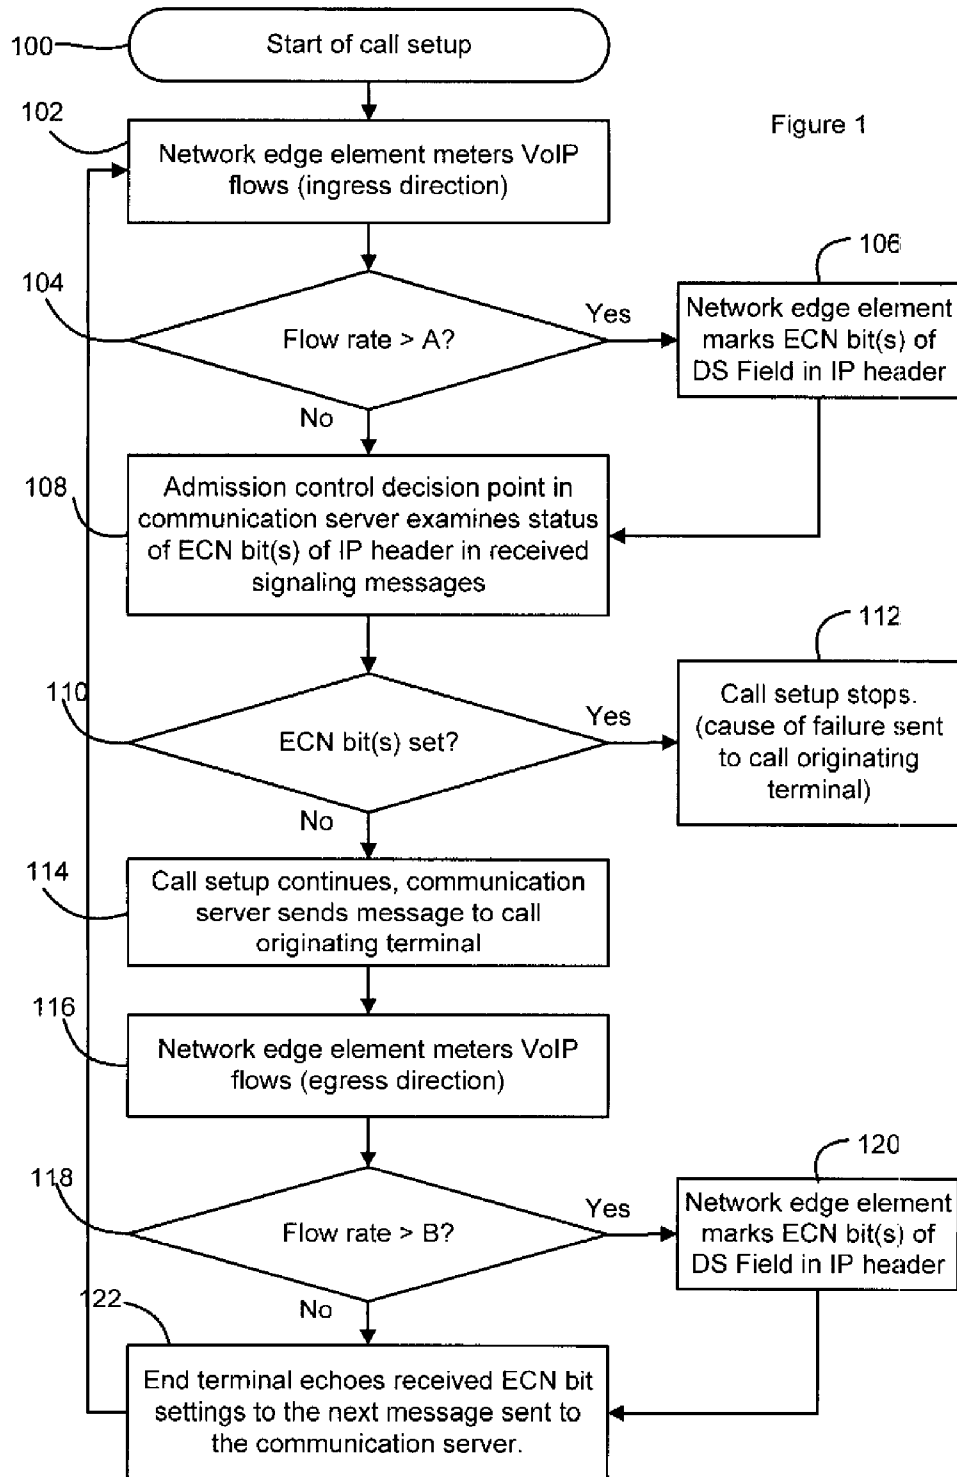 100
Start of call setup
102
Figure 1
Network edge element meters VoIP
flows (ingress direction)
104
106
Flow rate > A?
Yes
Network edge element
marks ECN bit(s) of
DS Field in IP header
No
108
Admission control decision point in
communication server examines status
of ECN bit(s) of IP header in received
signaling messages
110
112
ECN bit(s) set?
Yes
Call setup stops.
(cause of failure sent
to call originating
terminal)
No
114
Call setup continues, communication
server sends message to call
originating terminal
116
Network edge element meters VoIP
flows (egress direction)
118
120
Flow rate > B?
Yes
Network edge element
marks ECN bit(s) of
DS Field in IP header
No
122
End terminal echoes received ECN bit
settings to the next message sent to
the communication server.